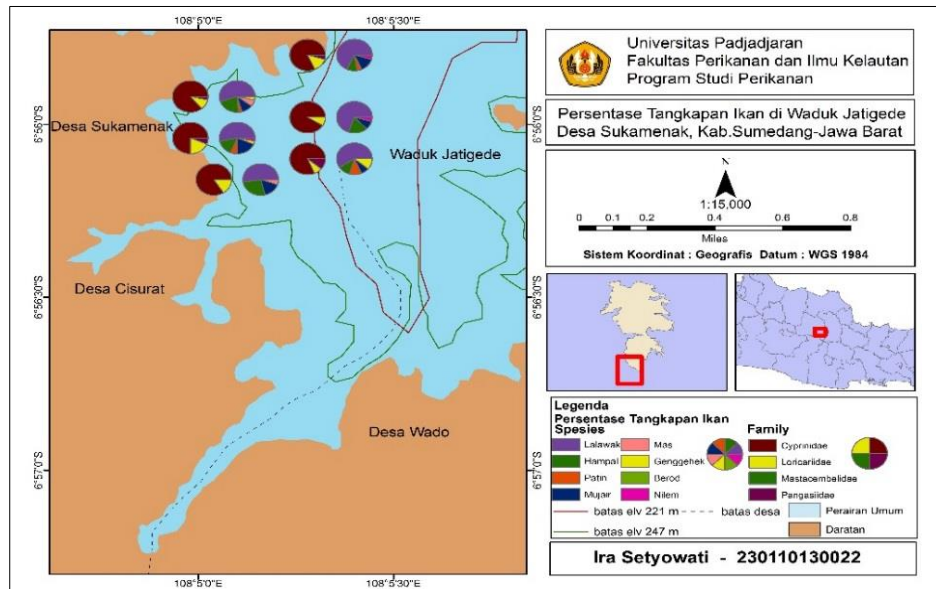 108°5'0"E
108°5'30"E
Universitas Padjadjaran
Fakultas Perikanan dan Ilmu Kelautan
Program Studi Perikanan
Persentase Tangkapan Ikan di Waduk Jatigede
Desa Sukamenak, Kab.Sumedang-Jawa Barat
6°56'0"S
6°56'0"S
Desa Sukamenak
Waduk Jatigede
N
1:15,000
0 0.1 0.2 0.4 0.6 0.8
Miles
Sistem Koordinat : Geografis Datum : WGS 1984
Desa Cisurat
6°56'30"S
6°56'30"S
Desa Wado
6°57'0"S
6°57'0"S
Legenda
Persentase Tangkapan Ikan
Spesies
Lalawak
Hampal
Patin
Mujair
Mas
Genggehek
Berod
Nilem
Family
Cyprinidae
Loricariidae
Mastacembelidae
Pangasiidae
batas elv 221 m
batas desa
batas elv 247 m
Perairan Umum
Daratan
Ira Setyowati - 230110130022
108°5'0"E
108°5'30"E